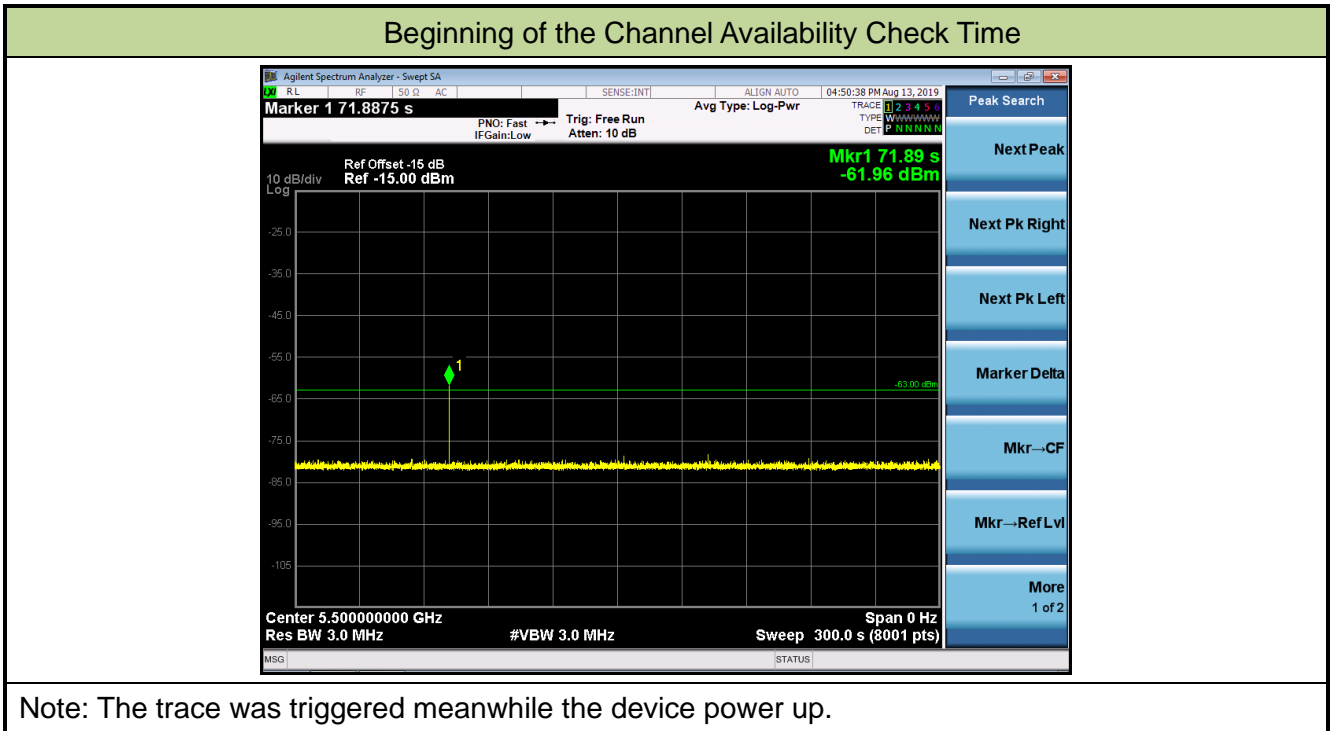 Beginning of the Channel Availability Check Time
Agilent Spectrum Analyzer - Swept SA
LXI RL RF 50 Ω AC SENSE:INT ALIGN AUTO 04:50:38 PM Aug 13, 2019
Marker 1 71.8875 s
PNO: Fast
IFGain:Low
Trig: Free Run
Atten: 10 dB
Avg Type: Log-Pwr
TRACE 1 2 3 4 5 6
TYPE WWWWWW
DET P N N N N N
Ref Offset -15 dB
10 dB/div Ref -15.00 dBm
Log
Mkr1 71.89 s
-61.96 dBm
-25.0
-35.0
-45.0
-55.0
1
-63.00 dBm
-65.0
-75.0
-85.0
-95.0
-105
Center 5.500000000 GHz Span 0 Hz
Res BW 3.0 MHz #VBW 3.0 MHz Sweep 300.0 s (8001 pts)
MSG STATUS
Peak Search
Next Peak
Next Pk Right
Next Pk Left
Marker Delta
Mkr→CF
Mkr→Ref Lvl
More
1 of 2
Note: The trace was triggered meanwhile the device power up.